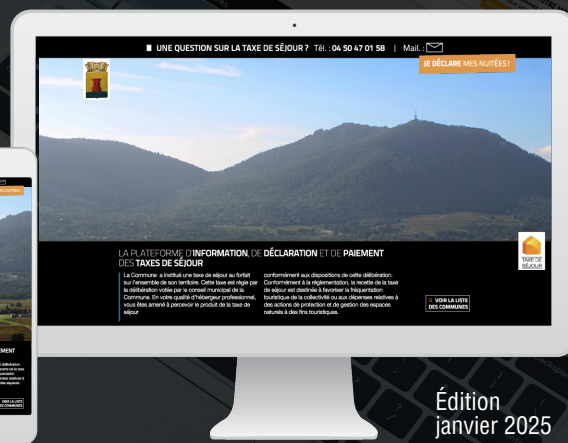 UNE QUESTION SUR LA TAXE DE SÉJOUR ? Tél. : 04 50 47 01 58 | Mail. :
JE DÉCLARE MES NUITÉES !
LA PLATEFORME D'INFORMATION, DE DÉCLARATION ET DE PAIEMENT
DES TAXES DE SÉJOUR
La Commune a institué une taxe de séjour au forfait
sur l'ensemble de son territoire. Cette taxe est régie par
la délibération votée par le conseil municipal de la
Commune. En votre qualité d'hébergeur professionnel,
vous êtes amené à percevoir le produit de la taxe de
séjour
conformément aux dispositions de cette délibération.
Conformément à la réglementation, la recette de la taxe
de séjour est destinée à favoriser la fréquentation
touristique de la collectivité ou aux dépenses relatives à
des actions de protection et de gestion des espaces
naturels à des fins touristiques.
TAXE DE
SÉJOUR
VOIR LA LISTE
DES COMMUNES
EMENT
VOIR LA LISTE
DES COMMUNES
Édition
janvier 2025